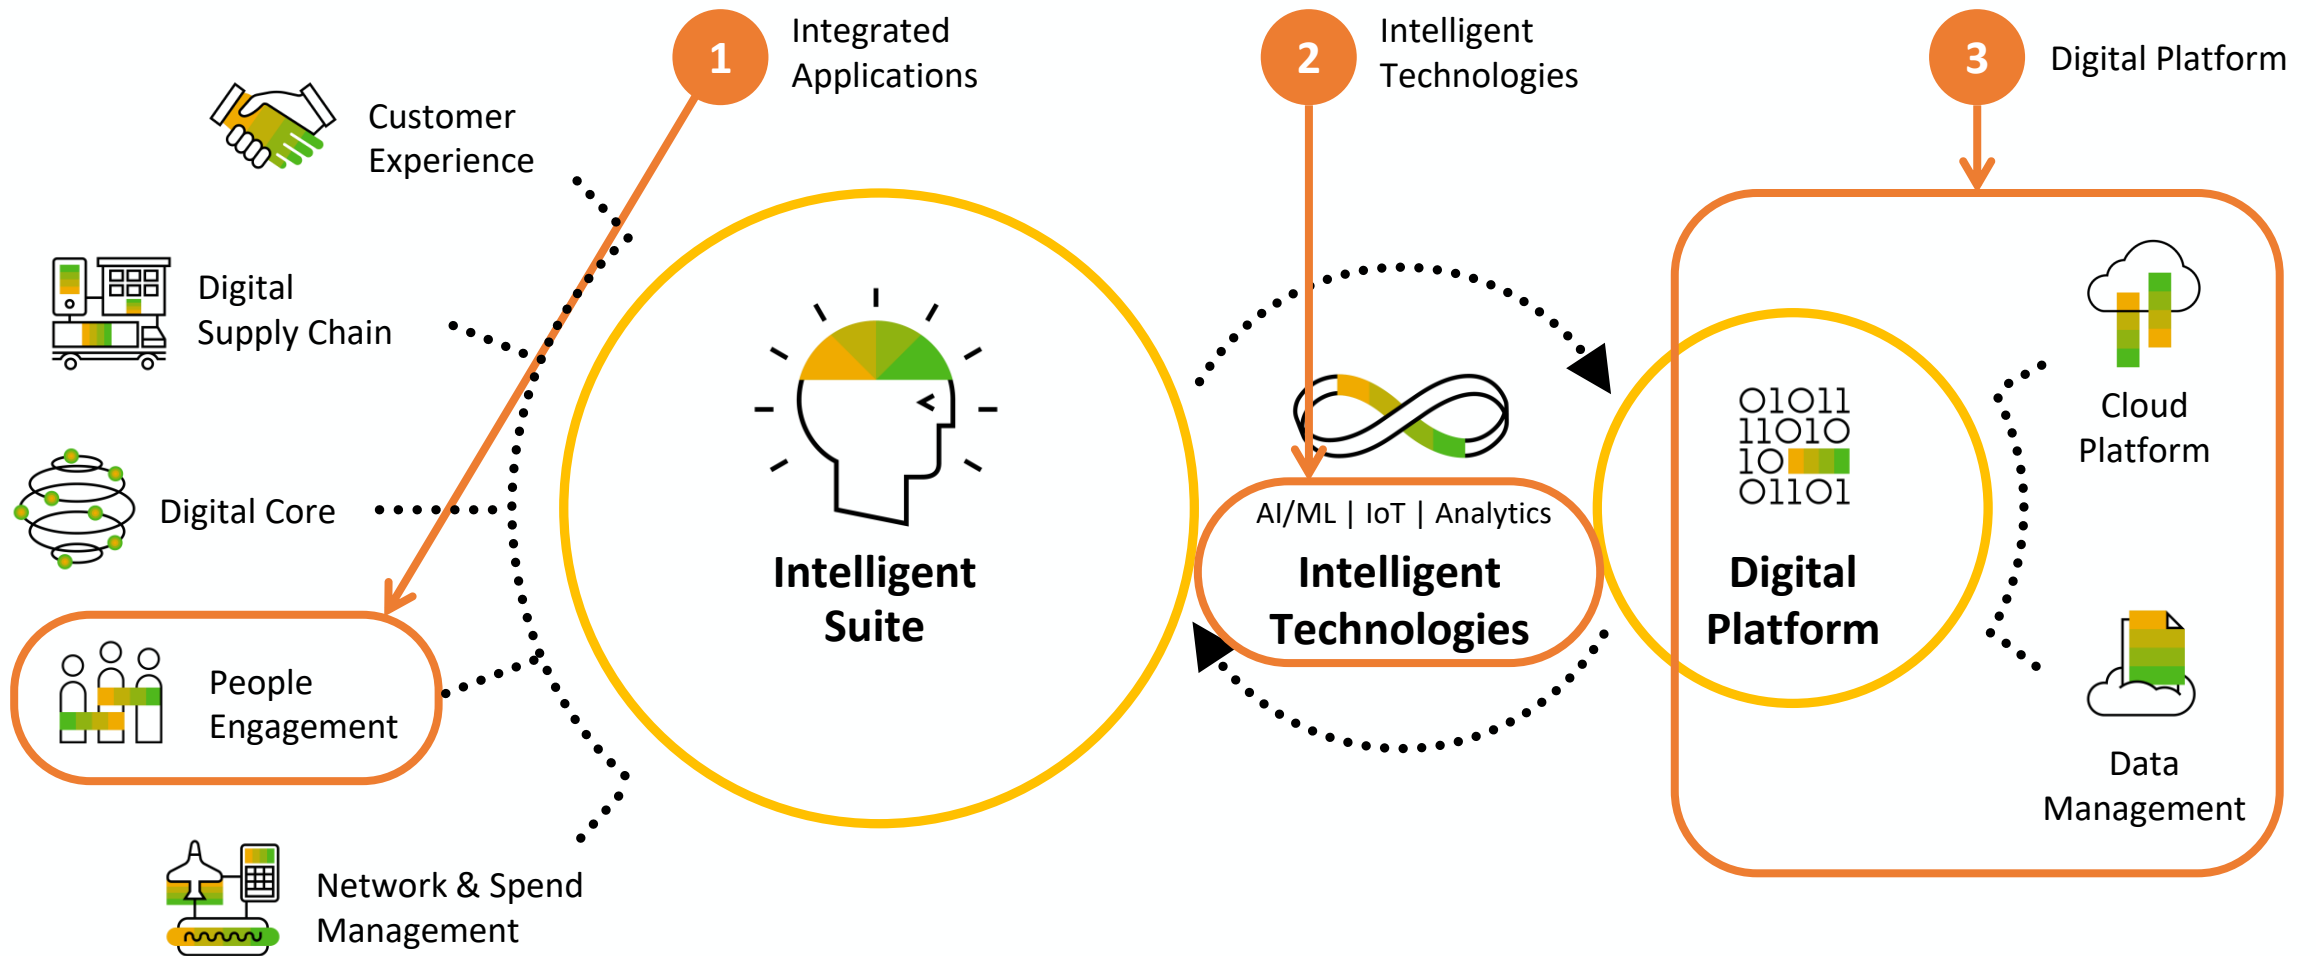 1
Integrated
Applications
2
Intelligent
Technologies
3
Digital Platform
Customer
Experience
Digital
Supply Chain
Digital Core
People
Engagement
Network & Spend
Management
Intelligent
Suite
AI/ML | IoT | Analytics
Intelligent
Technologies
01011
11010
10
01101
Digital
Platform
Cloud
Platform
Data
Management